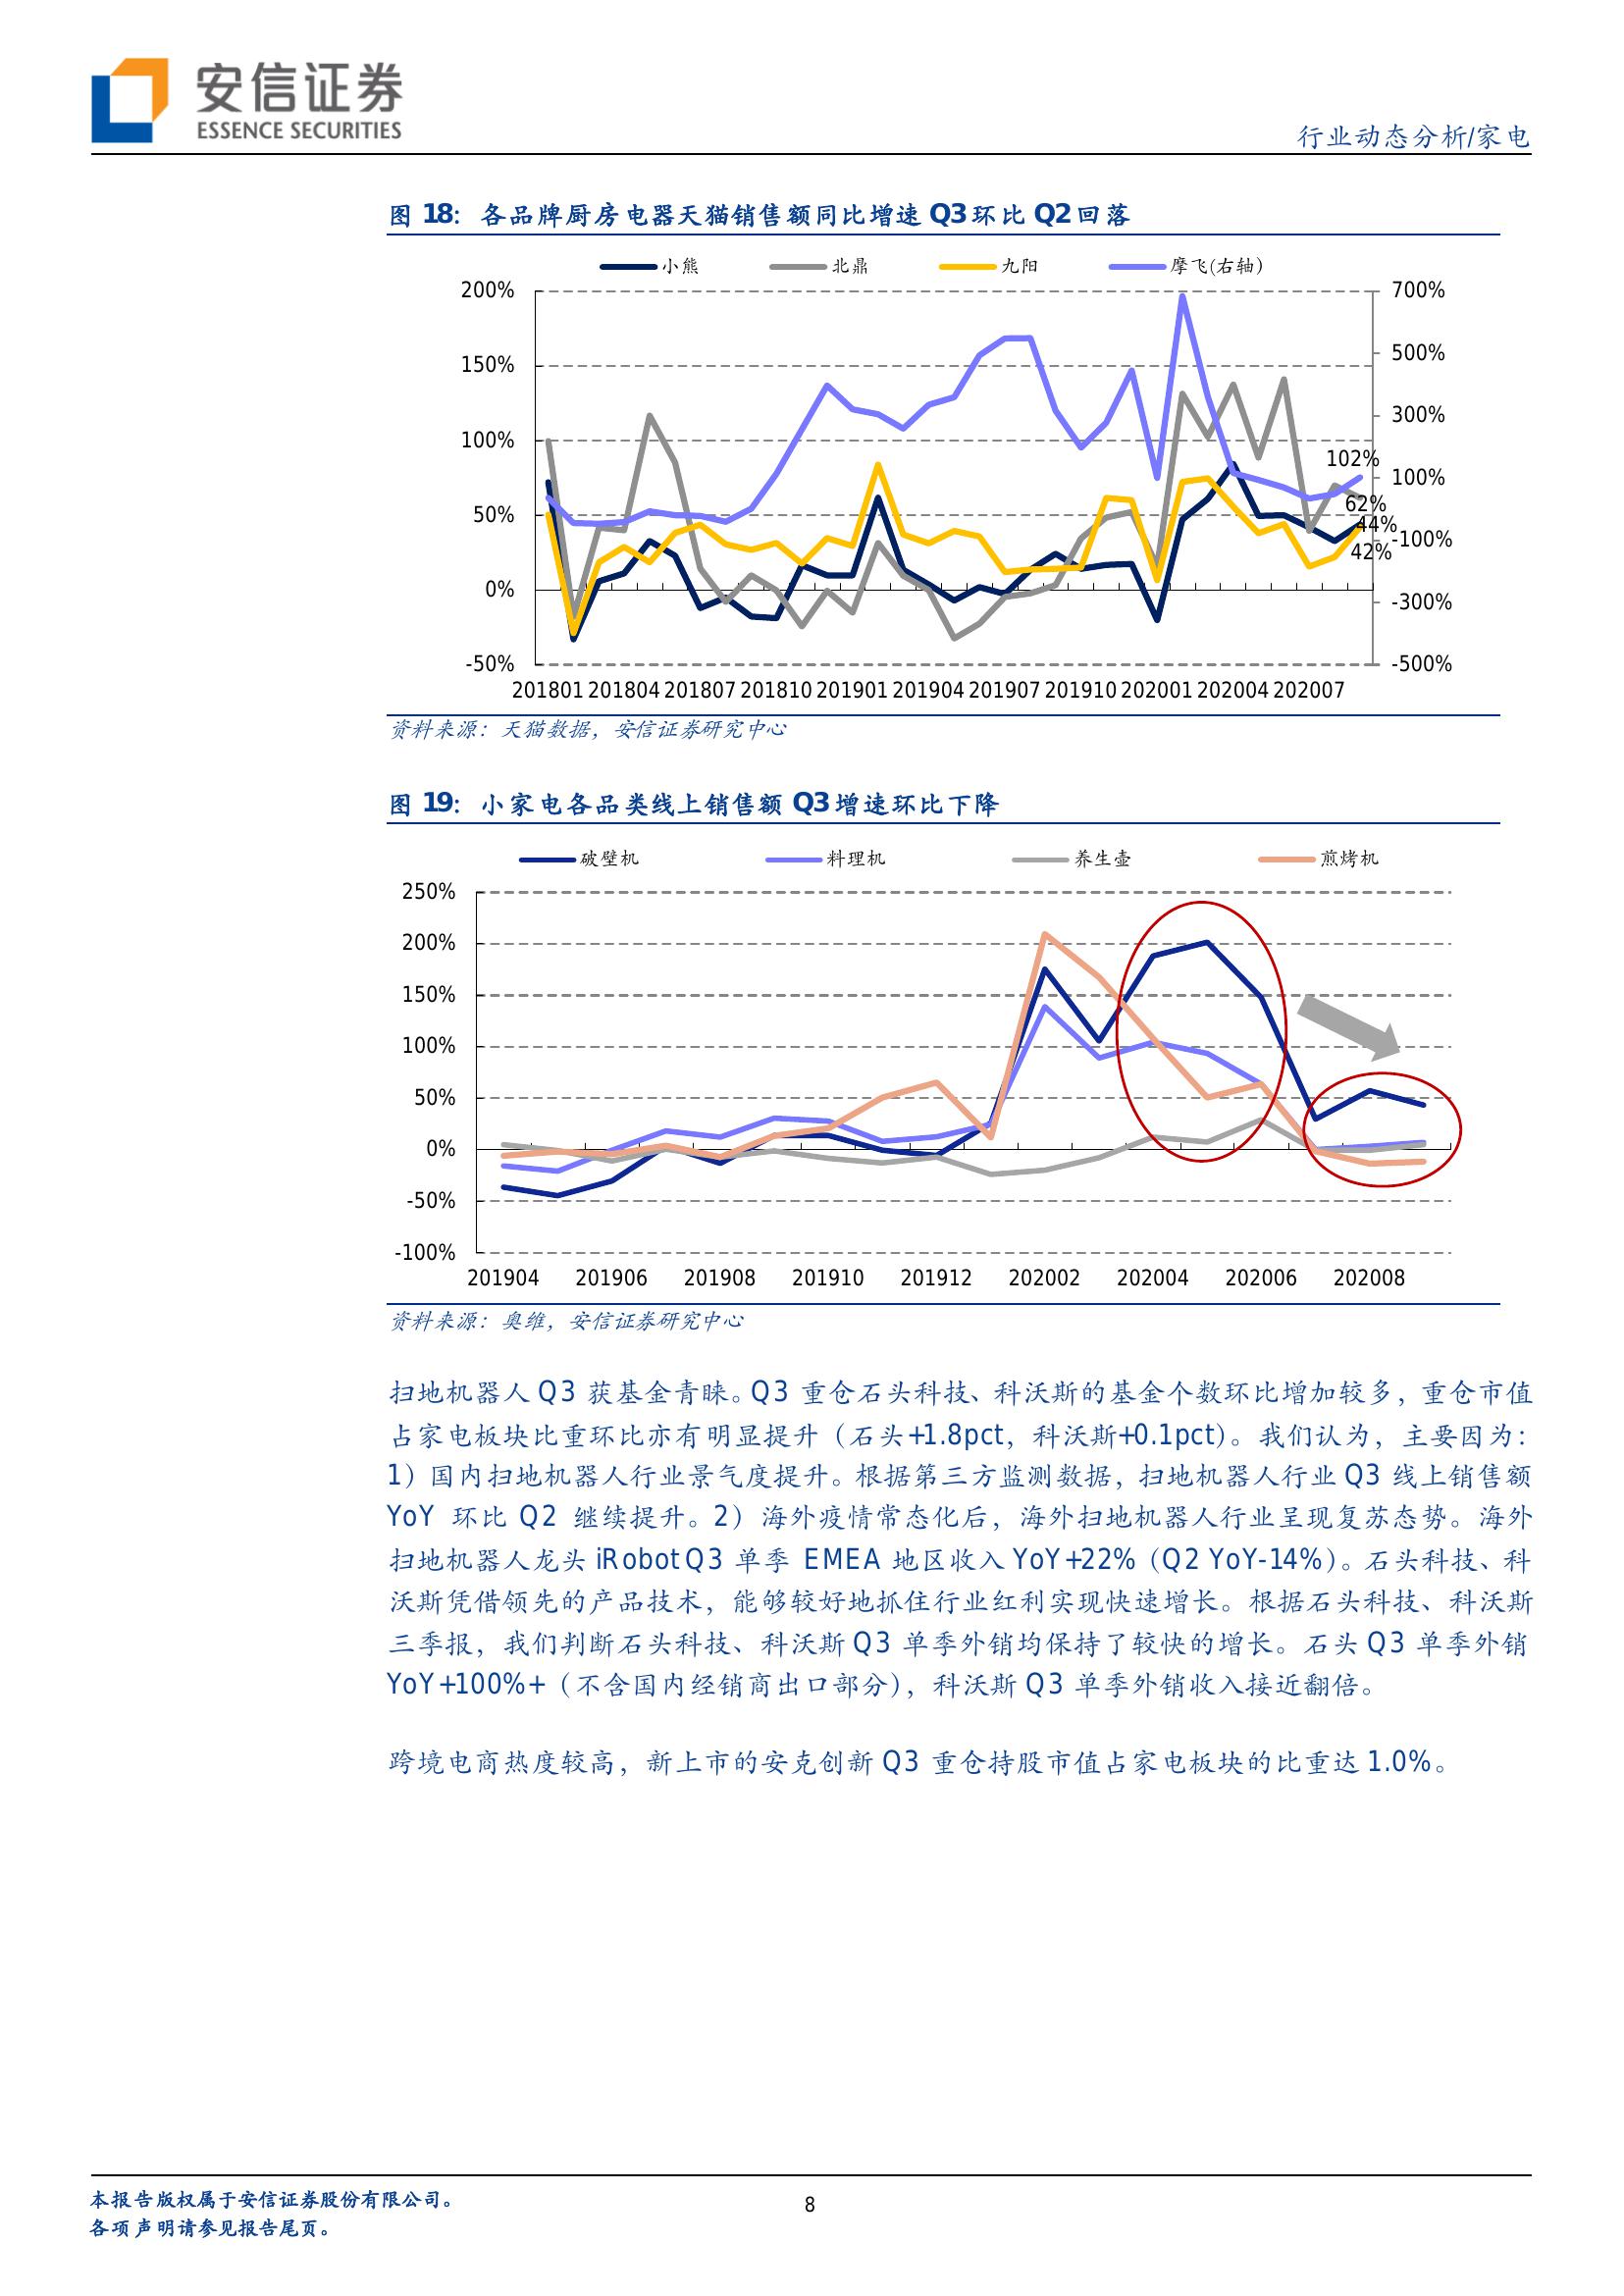 安信证券
ESSENCE SECURITIES
行业动态分析/家电
图 18：各品牌厨房电器天猫销售额同比增速 Q3 环比 Q2 回落
小熊 北鼎 九阳 摩飞(右轴)
200% 700%
150% 500%
100% 300%
50% 100%
0% -100%
-50% -300%
-500%
102%
62%
44%
42%
201801 201804 201807 201810 201901 201904 201907 201910 202001 202004 202007
资料来源：天猫数据，安信证券研究中心
图 19：小家电各品类线上销售额 Q3 增速环比下降
破壁机 料理机 养生壶 煎烤机
250%
200%
150%
100%
50%
0%
-50%
-100%
201904 201906 201908 201910 201912 202002 202004 202006 202008
资料来源：奥维，安信证券研究中心
扫地机器人 Q3 获基金青睐。Q3 重仓石头科技、科沃斯的基金个数环比增加较多，重仓市值
占家电板块比重环比亦有明显提升（石头+1.8pct，科沃斯+0.1pct）。我们认为，主要因为：
1）国内扫地机器人行业景气度提升。根据第三方监测数据，扫地机器人行业 Q3 线上销售额
YoY 环比 Q2 继续提升。2）海外疫情常态化后，海外扫地机器人行业呈现复苏态势。海外
扫地机器人龙头 iRobot Q3 单季 EMEA 地区收入 YoY+22%（Q2 YoY-14%）。石头科技、科
沃斯凭借领先的产品技术，能够较好地抓住行业红利实现快速增长。根据石头科技、科沃斯
三季报，我们判断石头科技、科沃斯 Q3 单季外销均保持了较快的增长。石头 Q3 单季外销
YoY+100%+（不含国内经销商出口部分），科沃斯 Q3 单季外销收入接近翻倍。
跨境电商热度较高，新上市的安克创新 Q3 重仓持股市值占家电板块的比重达 1.0%。
本报告版权属于安信证券股份有限公司。
各项声明请参见报告尾页。
8